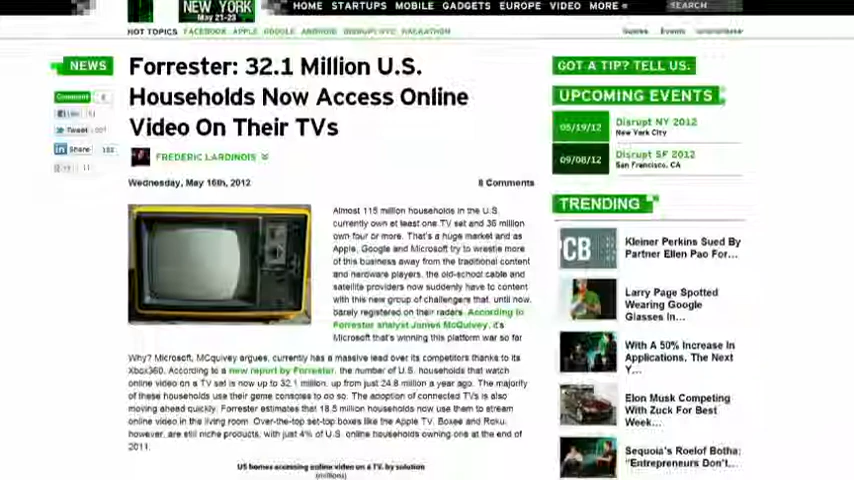 NEW YORK
May 21-23
HOME STARTUPS MOBILE GADGETS EUROPE VIDEO MORE
SEARCH
HOT TOPICS FACEBOOK APPLE GOOGLE ANDROID DISRUPT NYC HACKATHON
Events
NEWS
Forrester: 32.1 Million U.S.
Households Now Access Online
Video On Their TVs
Comment
Like
Tweet
Share
FREDERIC LARDINOIS
Wednesday, May 16th, 2012
8 Comments
Almost 115 million households in the U.S.
currently own at least one TV set and 36 million
own four or more. That's a huge market and as
Apple, Google and Microsoft try to wrestle more
of this business away from the traditional content
and hardware players, the old-school cable and
satellite providers now suddenly have to content
with this new group of challengers that, until now,
barely registered on their radars. According to
Forrester analyst James McQuivey, it's
Microsoft that's winning this platform war so far
Why? Microsoft, McQuivey argues, currently has a massive lead over its competitors thanks to its
Xbox360. According to a new report by Forrester, the number of U.S. households that watch
online video on a TV set is now up to 32.1 million, up from just 24.8 million a year ago. The majority
of these households use their game consoles to do so. The adoption of connected TVs is also
moving ahead quickly. Forrester estimates that 18.5 million households now use them to stream
online video in the living room. Over-the-top set-top boxes like the Apple TV, Boxee and Roku,
however, are still niche products, with just 4% of U.S. online households owning one at the end of
2011.
US homes accessing online video on a TV, by solution
(millions)
GOT A TIP? TELL US.
UPCOMING EVENTS
05/19/12
Disrupt NY 2012
New York City
09/08/12
Disrupt SF 2012
San Francisco, CA
TRENDING
PCB
Kleiner Perkins Sued By
Partner Ellen Pao For...
Larry Page Spotted
Wearing Google
Glasses In...
With A 50% Increase In
Applications, The Next
Y...
Elon Musk Competing
With Zuck For Best
Week...
Sequoia's Roelof Botha:
"Entrepreneurs Don't...